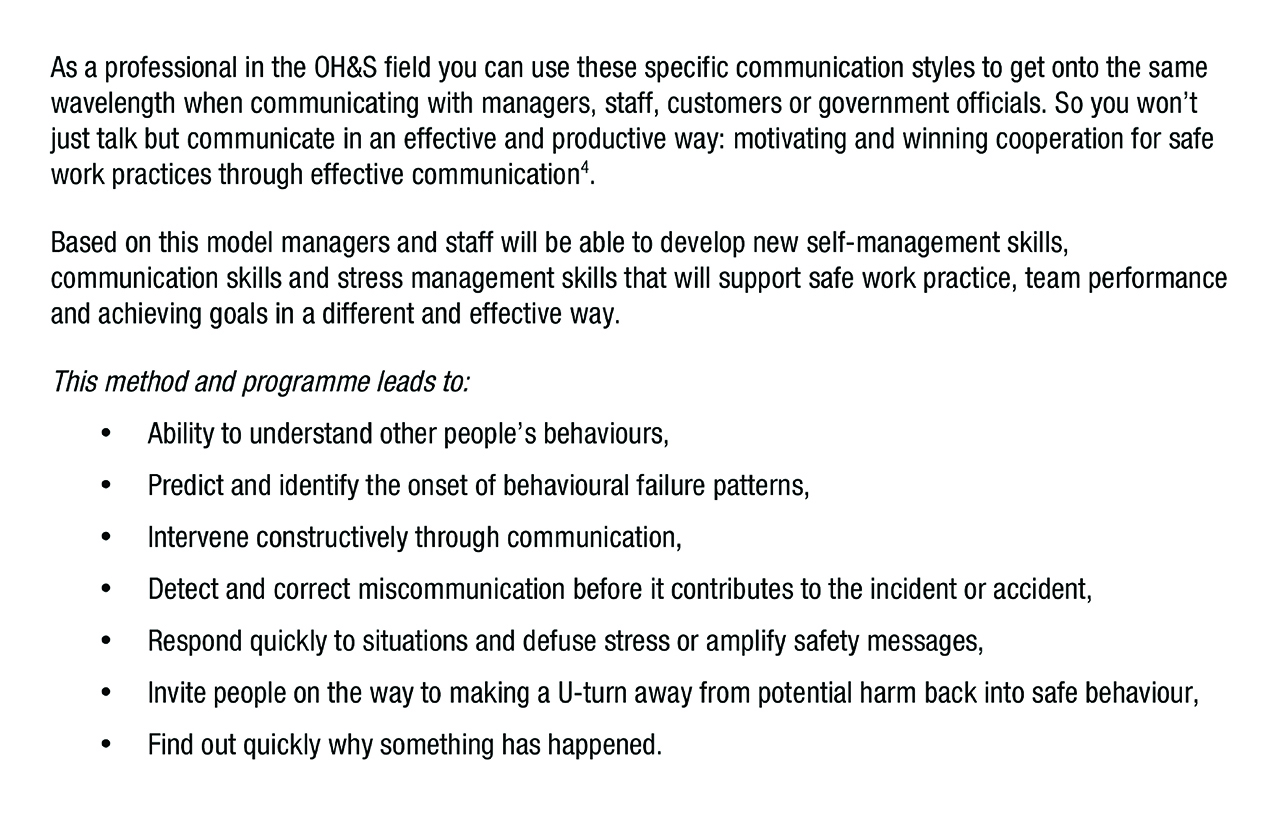 As a professional in the OH&S field you can use these specific communication styles to get onto the same
wavelength when communicating with managers, staff, customers or government officials. So you won’t
just talk but communicate in an effective and productive way: motivating and winning cooperation for safe
work practices through effective communication⁴.
Based on this model managers and staff will be able to develop new self-management skills,
communication skills and stress management skills that will support safe work practice, team performance
and achieving goals in a different and effective way.
This method and programme leads to:
• Ability to understand other people’s behaviours,
• Predict and identify the onset of behavioural failure patterns,
• Intervene constructively through communication,
• Detect and correct miscommunication before it contributes to the incident or accident,
• Respond quickly to situations and defuse stress or amplify safety messages,
• Invite people on the way to making a U-turn away from potential harm back into safe behaviour,
• Find out quickly why something has happened.